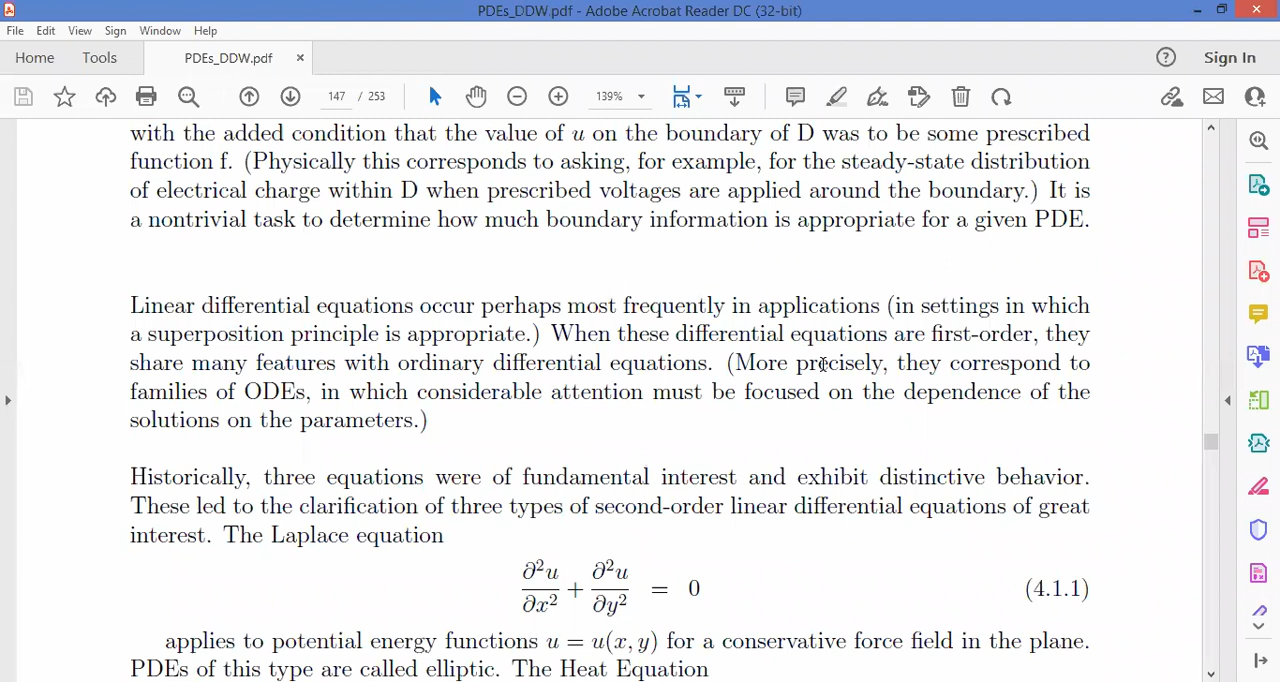 PDEs_DDW.pdf - Adobe Acrobat Reader DC (32-bit)
File Edit View Sign Window Help
Home Tools PDEs_DDW.pdf × Sign In
147 / 253 139%
with the added condition that the value of u on the boundary of D was to be some prescribed
function f. (Physically this corresponds to asking, for example, for the steady-state distribution
of electrical charge within D when prescribed voltages are applied around the boundary.) It is
a nontrivial task to determine how much boundary information is appropriate for a given PDE.
Linear differential equations occur perhaps most frequently in applications (in settings in which
a superposition principle is appropriate.) When these differential equations are first-order, they
share many features with ordinary differential equations. (More precisely, they correspond to
families of ODEs, in which considerable attention must be focused on the dependence of the
solutions on the parameters.)
Historically, three equations were of fundamental interest and exhibit distinctive behavior.
These led to the clarification of three types of second-order linear differential equations of great
interest. The Laplace equation
∂²u/∂x² + ∂²u/∂y² = 0 (4.1.1)
applies to potential energy functions u = u(x, y) for a conservative force field in the plane.
PDEs of this type are called elliptic. The Heat Equation